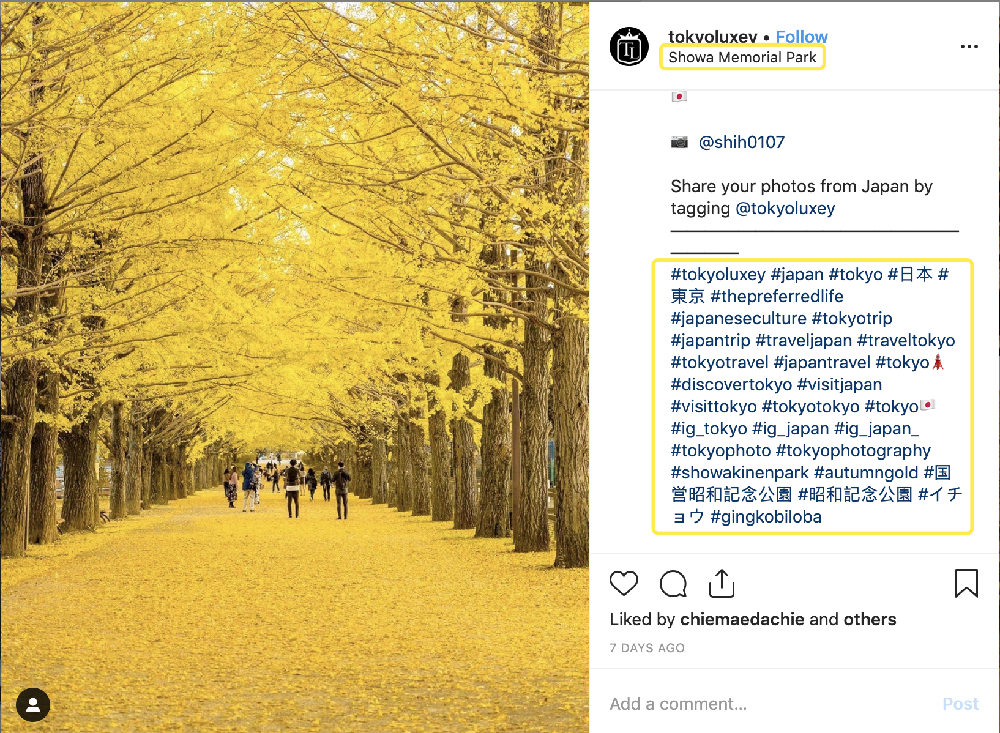 tokyoluxey • Follow
Showa Memorial Park
🇯🇵
📷 @shih0107
Share your photos from Japan by
tagging @tokyoluxey
#tokyoluxey #japan #tokyo #日本 #
東京 #thepreferredlife
#japaneseculture #tokyotrip
#japantrip #traveljapan #traveltokyo
#tokyotravel #japantravel #tokyo🗼
#discovertokyo #visitjapan
#visittokyo #tokyotokyo #tokyo🇯🇵
#ig_tokyo #ig_japan #ig_japan_
#tokyophoto #tokyophotography
#showakinenpark #autumngold #国
営昭和記念公園 #昭和記念公園 #イチ
ョウ #gingkobiloba
Liked by chiemaedachie and others
7 DAYS AGO
Add a comment... Post
TL